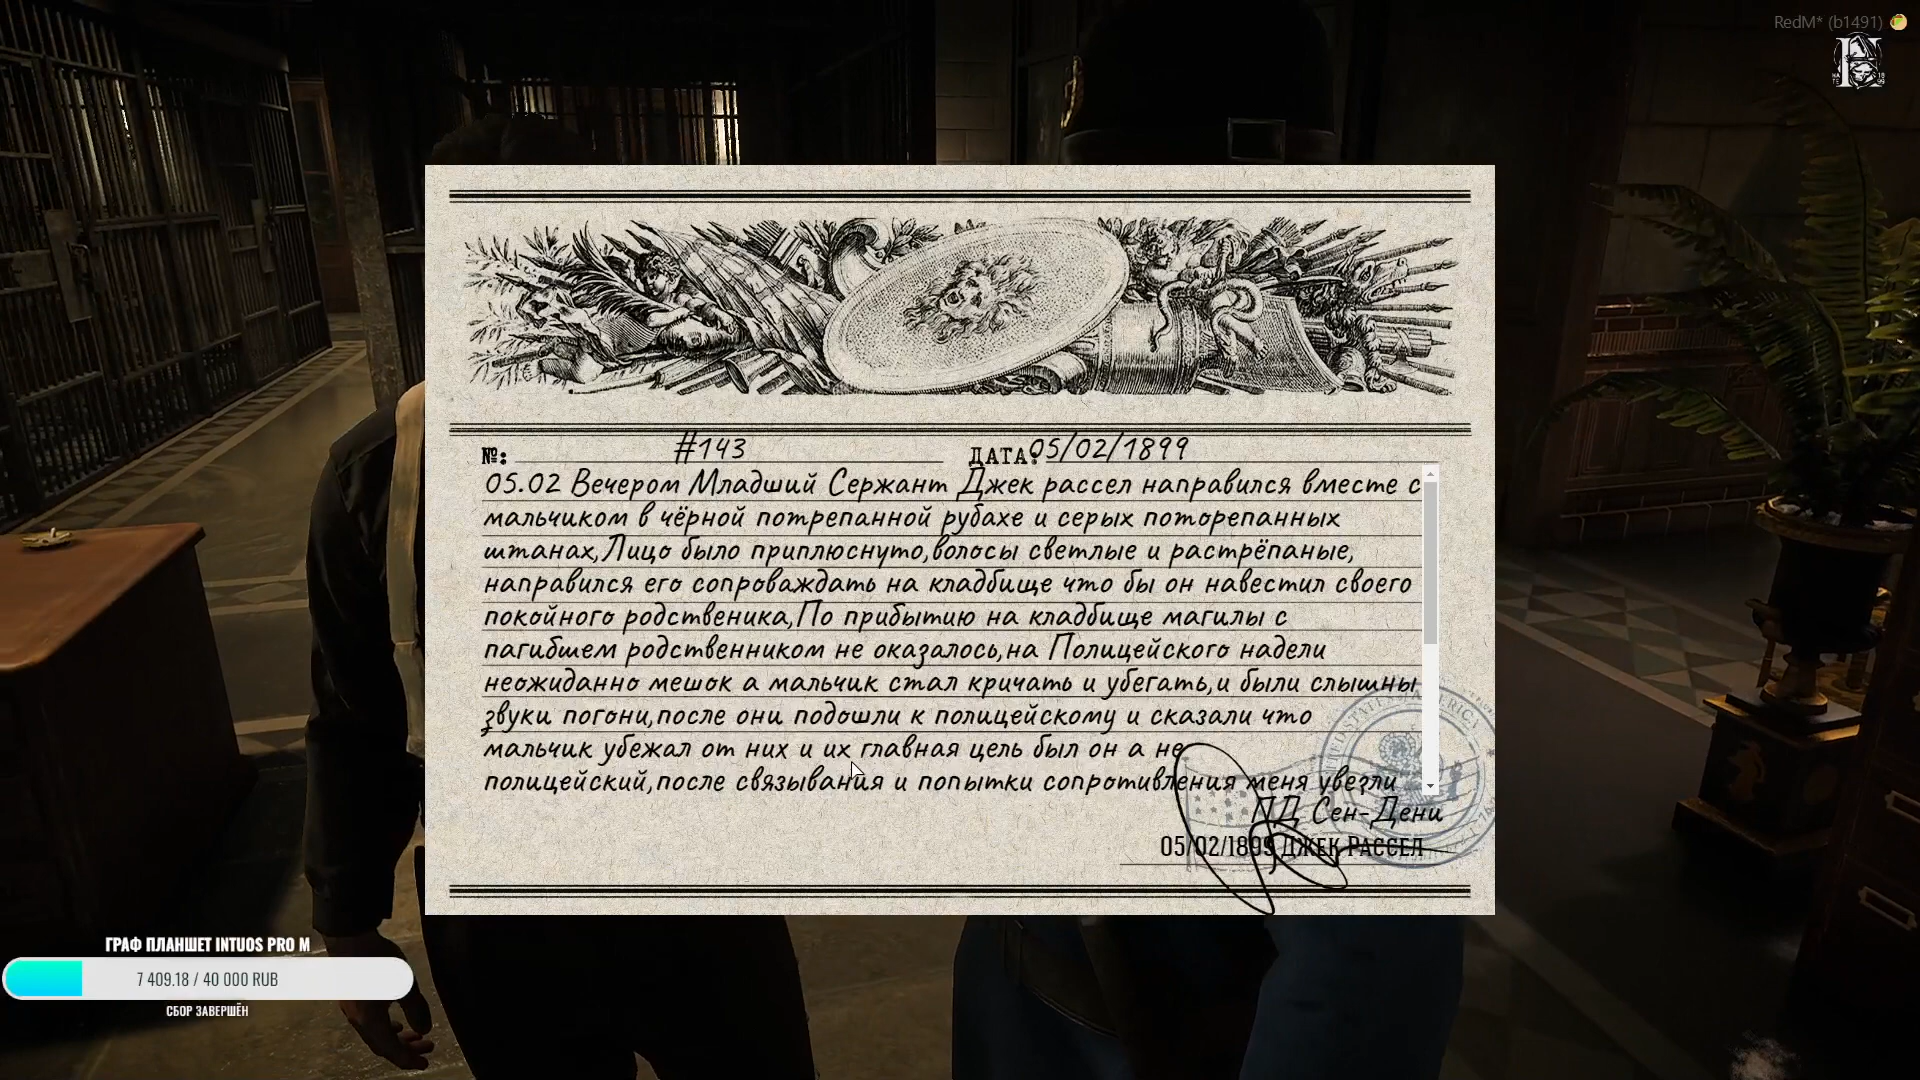 RedM* (b1491)
№: #143 ДАТА: 05/02/1899
05.02 Вечером Младший Сержант Джек рассел направился вместе с
мальчиком в чёрной потрепанной рубахе и серых поторепанных
штанах,Лицо было приплюснуто,волосы светлые и растрёпаные,
направился его сопроваждать на кладбище что бы он навестил своего
покойного родственика,По прибытию на кладбище магилы с
пагибшем родственником не оказалось,на Полицейского надели
неожиданно мешок а мальчик стал кричать и убегать,и были слышны
звуки погони,после они подошли к полицейскому и сказали что
мальчик убежал от них и их главная цель был он а не
полицейский,после связывания и попытки сопротивления меня увезли
ПД Сен-Дени
05/02/1899 ДЖЕК РАССЕЛ
ГРАФ ПЛАНШЕТ INTUOS PRO M
7 409.18 / 40 000 RUB
СБОР ЗАВЕРШЁН